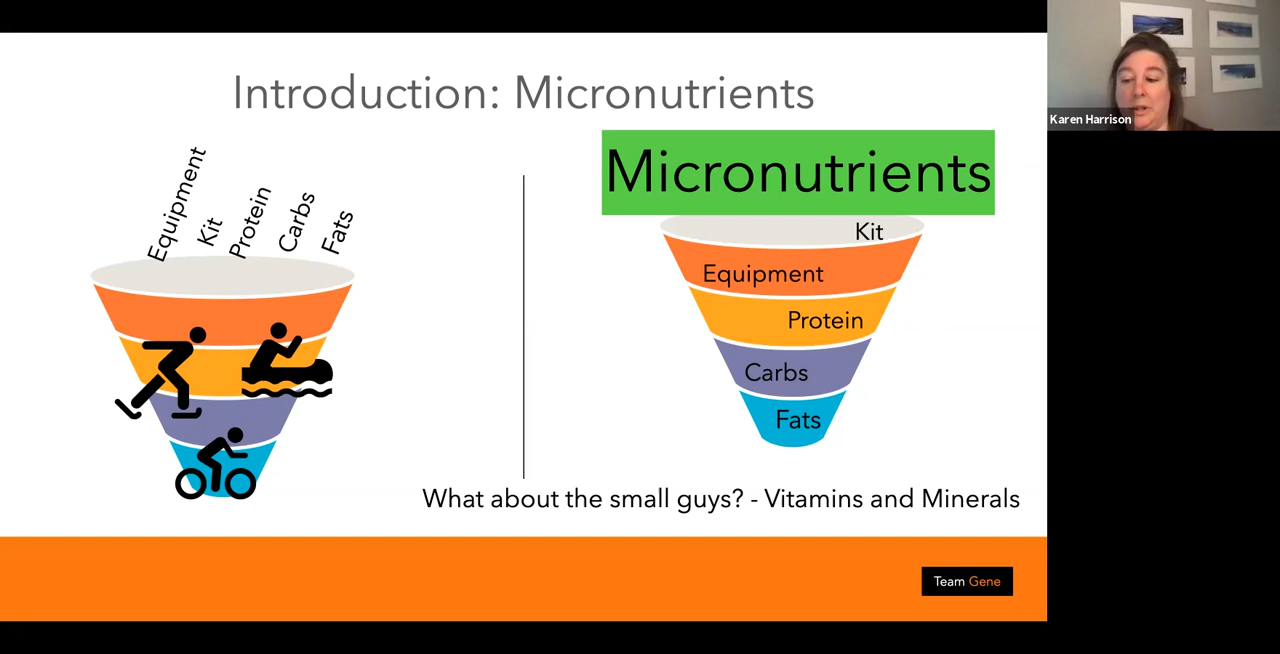 Introduction: Micronutrients
Equipment
Kit
Protein
Carbs
Fats
Micronutrients
Kit
Equipment
Protein
Carbs
Fats
What about the small guys? - Vitamins and Minerals
Team Gene
Karen Harrison